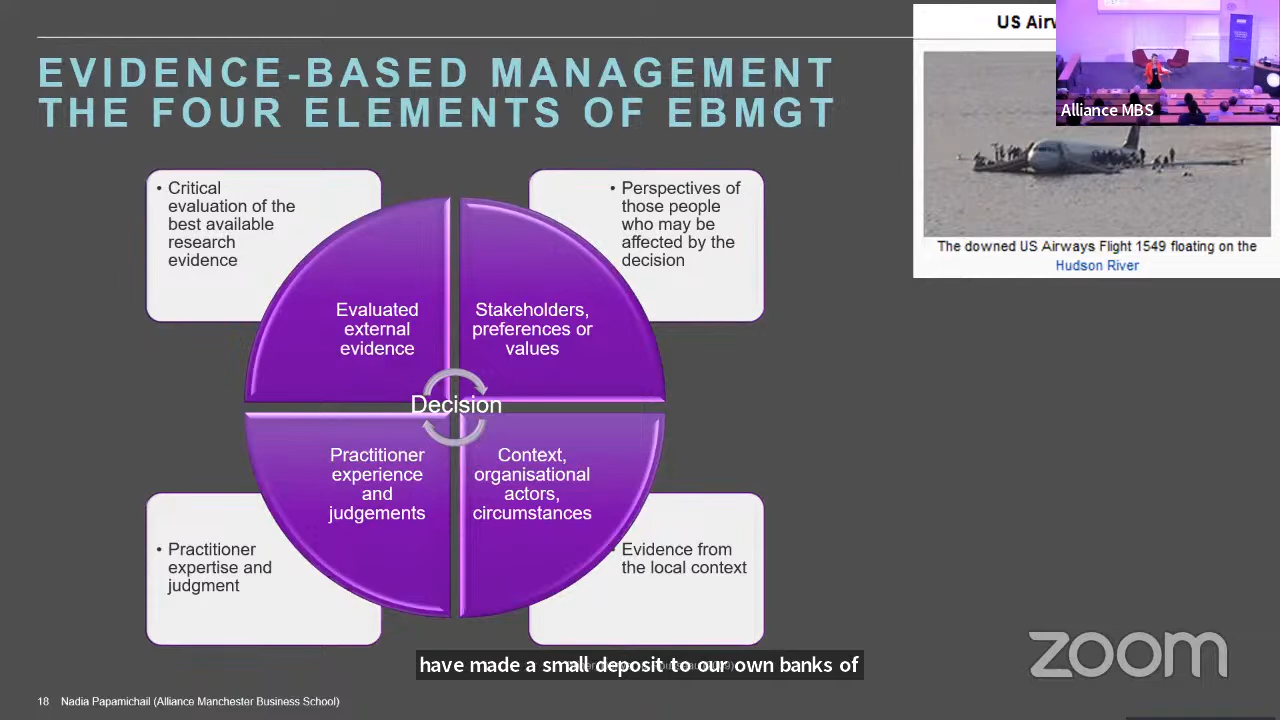 EVIDENCE-BASED MANAGEMENT
THE FOUR ELEMENTS OF EBMGT
US Airw
Alliance MBS
The downed US Airways Flight 1549 floating on the
Hudson River
• Critical
evaluation of the
best available
research
evidence
• Perspectives of
those people
who may be
affected by the
decision
Evaluated
external
evidence
Stakeholders,
preferences or
values
Decision
Practitioner
experience
and
judgements
Context,
organisational
actors,
circumstances
• Practitioner
expertise and
judgment
• Evidence from
the local context
have made a small deposit to our own banks of
zoom
18 Nadia Papamichail (Alliance Manchester Business School)